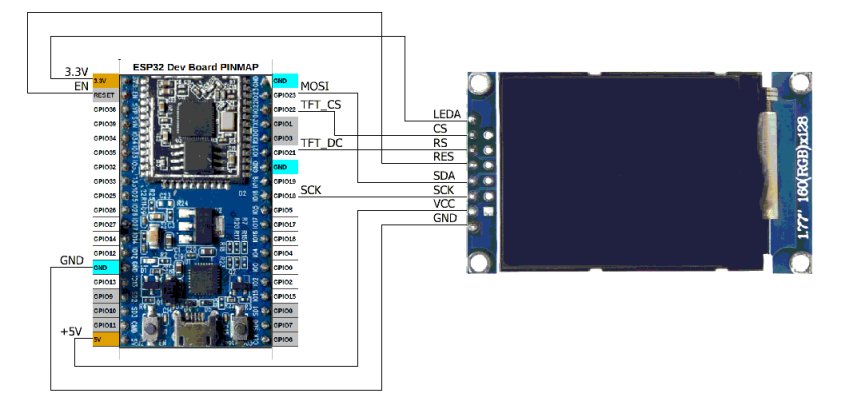 ESP32 Dev Board PINMAP
3.3V
EN
3.3V
RESET
GPIO36
GPIO39
GPIO34
GPIO35
GPIO32
GPIO33
GPIO25
GPIO26
GPIO27
GPIO14
GPIO12
GND
GND
GPIO13
GPIO9
GPIO10
GPIO11
+5V
5V
GND
GPIO23
MOSI
GPIO22
TFT_CS
GPIO1
GPIO3
GPIO21
TFT_DC
GND
GPIO19
GPIO18
SCK
GPIO5
GPIO17
GPIO16
GPIO4
GPIO0
GPIO2
GPIO15
GPIO8
GPIO7
GPIO6
LEDA
CS
RS
RES
SDA
SCK
VCC
GND
1.77" 160(RGB)x128